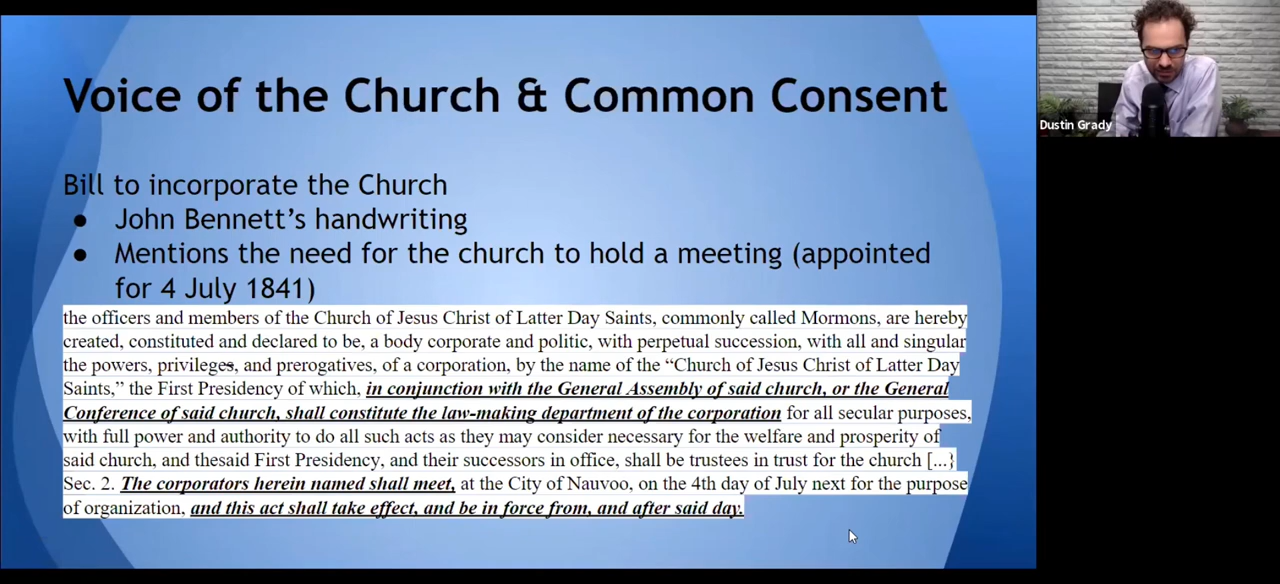 Voice of the Church & Common Consent
Dustin Grady
Bill to incorporate the Church
● John Bennett's handwriting
● Mentions the need for the church to hold a meeting (appointed
for 4 July 1841)
the officers and members of the Church of Jesus Christ of Latter Day Saints, commonly called Mormons, are hereby
created, constituted and declared to be, a body corporate and politic, with perpetual succession, with all and singular
the powers, privileges, and prerogatives, of a corporation, by the name of the “Church of Jesus Christ of Latter Day
Saints,” the First Presidency of which, in conjunction with the General Assembly of said church, or the General
Conference of said church, shall constitute the law-making department of the corporation for all secular purposes,
with full power and authority to do all such acts as they may consider necessary for the welfare and prosperity of
said church, and thesaid First Presidency, and their successors in office, shall be trustees in trust for the church [...}
Sec. 2. The corporators herein named shall meet, at the City of Nauvoo, on the 4th day of July next for the purpose
of organization, and this act shall take effect, and be in force from, and after said day.